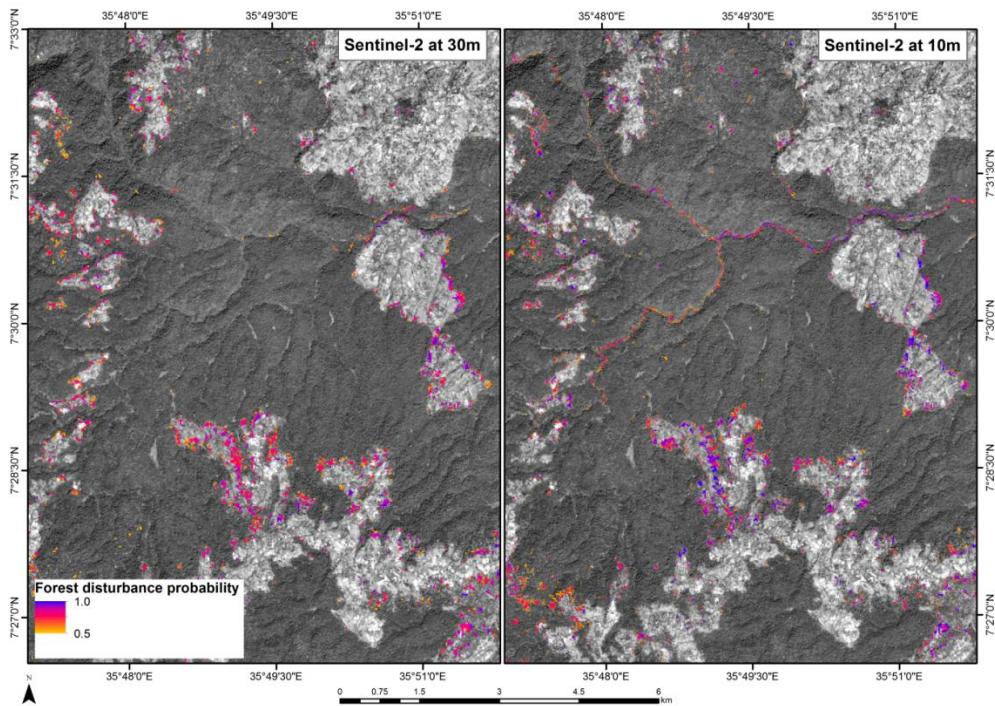 35°48'0"E 35°49'30"E 35°51'0"E 35°48'0"E 35°49'30"E 35°51'0"E
7°33'0"N
Sentinel-2 at 30m
Sentinel-2 at 10m
7°33'0"N
7°31'30"N
7°31'30"N
7°30'0"N
7°30'0"N
7°28'30"N
7°28'30"N
7°27'0"N
7°27'0"N
Forest disturbance probability
1.0
0.5
35°48'0"E 35°49'30"E 35°51'0"E 35°48'0"E 35°49'30"E 35°51'0"E
N
0 0.75 1.5 3 4.5 6
km